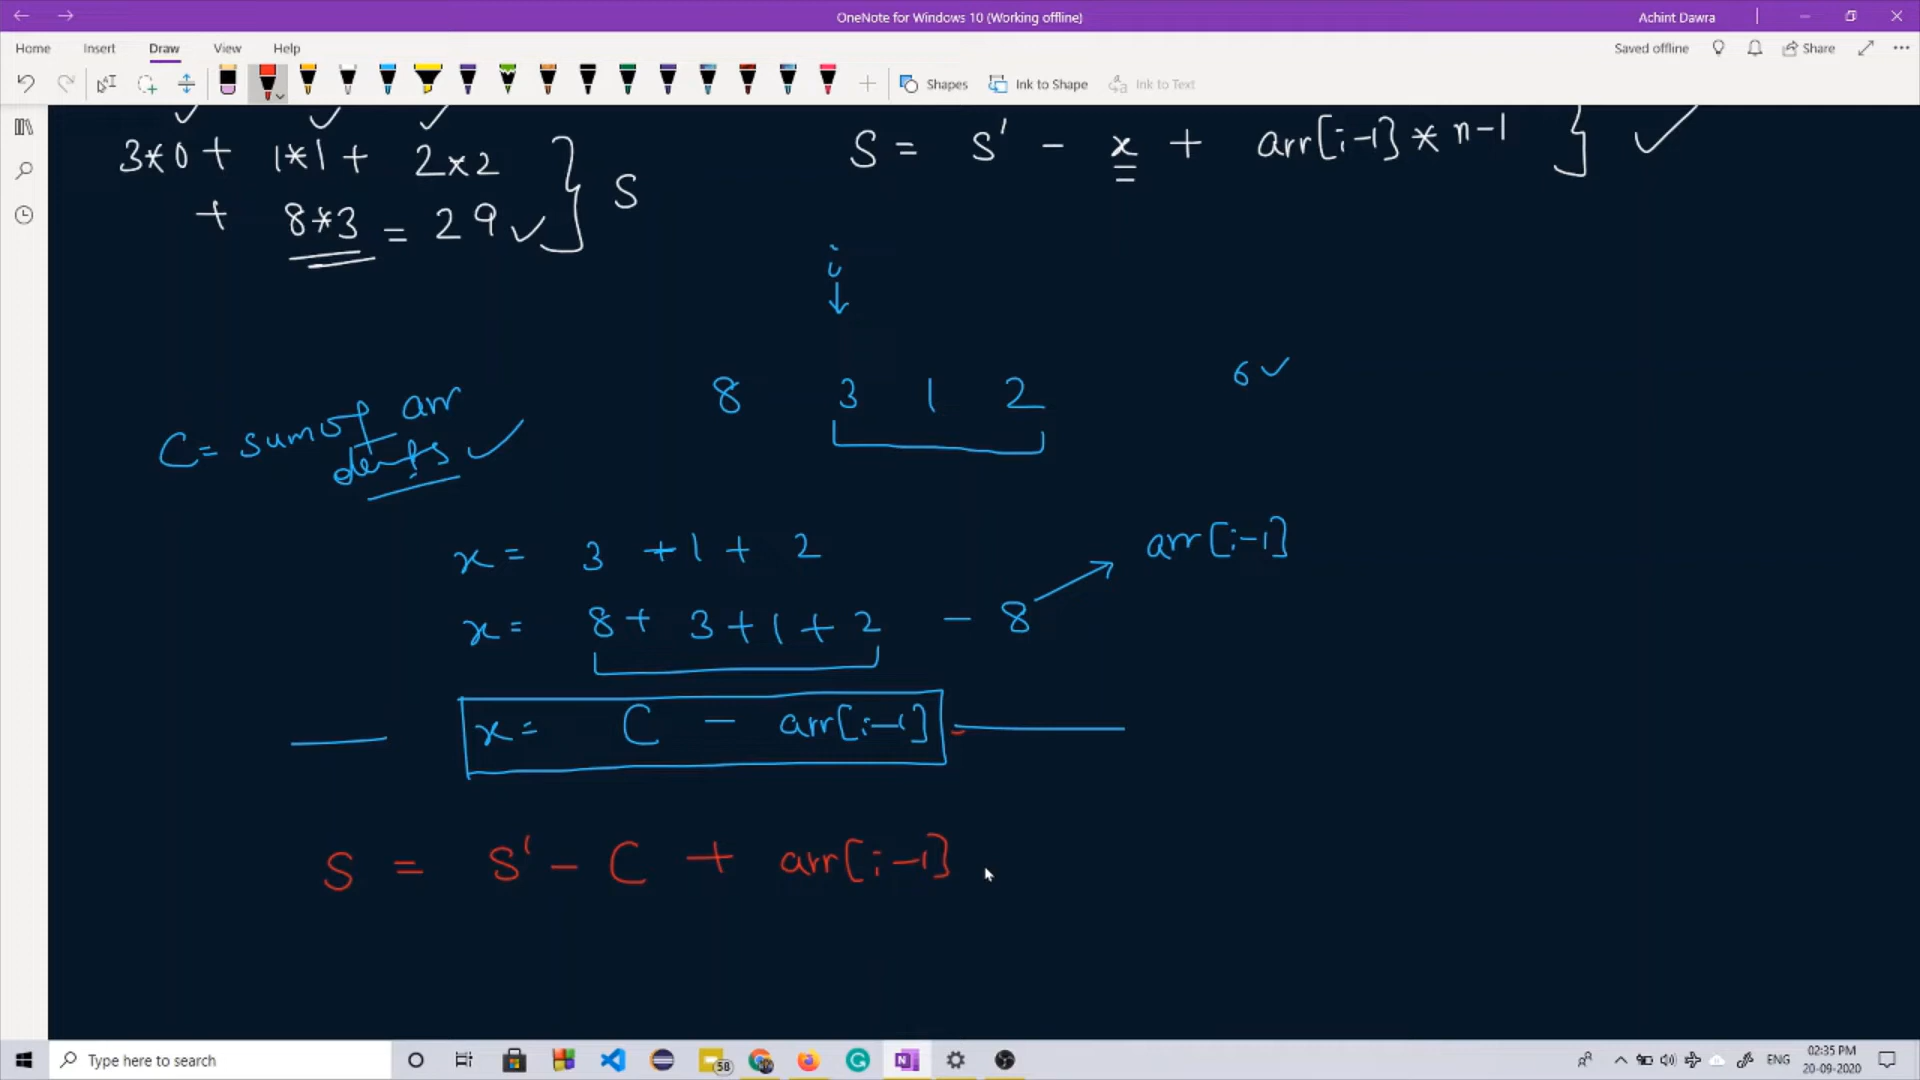 OneNote for Windows 10 (Working offline)
Achint Dawra
Home Insert Draw View Help
Saved offline
Share
Shapes
Ink to Shape
Ink to Text
3*0 + 1*1 + 2*2
+ 8*3 = 29
S
S = S' - x + arr[i-1]*n-1
i
8 3 1 2
6
C = sum of arr
x = 3 +1 + 2
arr[i-1]
x = 8 + 3 + 1 + 2 - 8
x = C - arr[i-1]
S = S' - C + arr[i-1]
Type here to search
58
ENG
02:35 PM
20-09-2020